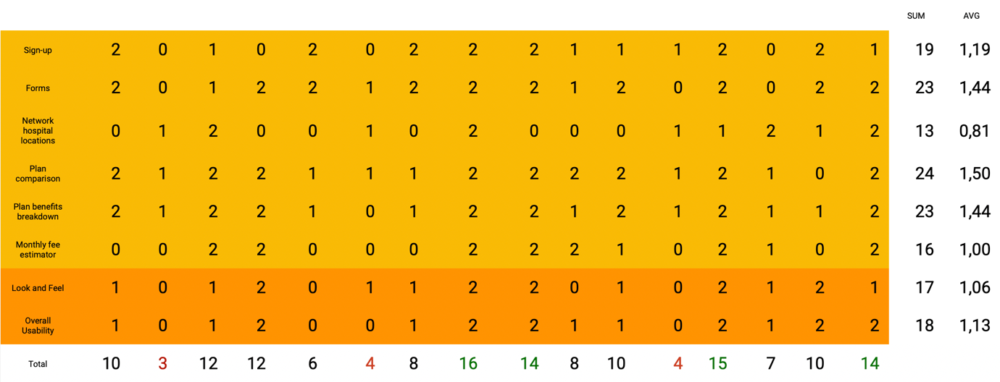 SUM AVG
Sign-up 2 0 1 0 2 0 2 2 2 1 1 1 2 0 2 1 19 1,19
Forms 2 0 1 2 2 1 2 2 2 1 2 0 2 0 2 2 23 1,44
Network
hospital
locations 0 1 2 0 0 1 0 2 0 0 0 1 1 2 1 2 13 0,81
Plan
comparison 2 1 2 2 1 1 1 2 2 2 2 1 2 1 0 2 24 1,50
Plan benefits
breakdown 2 1 2 2 1 0 1 2 2 1 2 1 2 1 1 2 23 1,44
Monthly fee
estimator 0 0 2 2 0 0 0 2 2 2 1 0 2 1 0 2 16 1,00
Look and Feel 1 0 1 2 0 1 1 2 2 0 1 0 2 1 2 1 17 1,06
Overall
Usability 1 0 1 2 0 0 1 2 2 1 1 0 2 1 2 2 18 1,13
Total 10 3 12 12 6 4 8 16 14 8 10 4 15 7 10 14